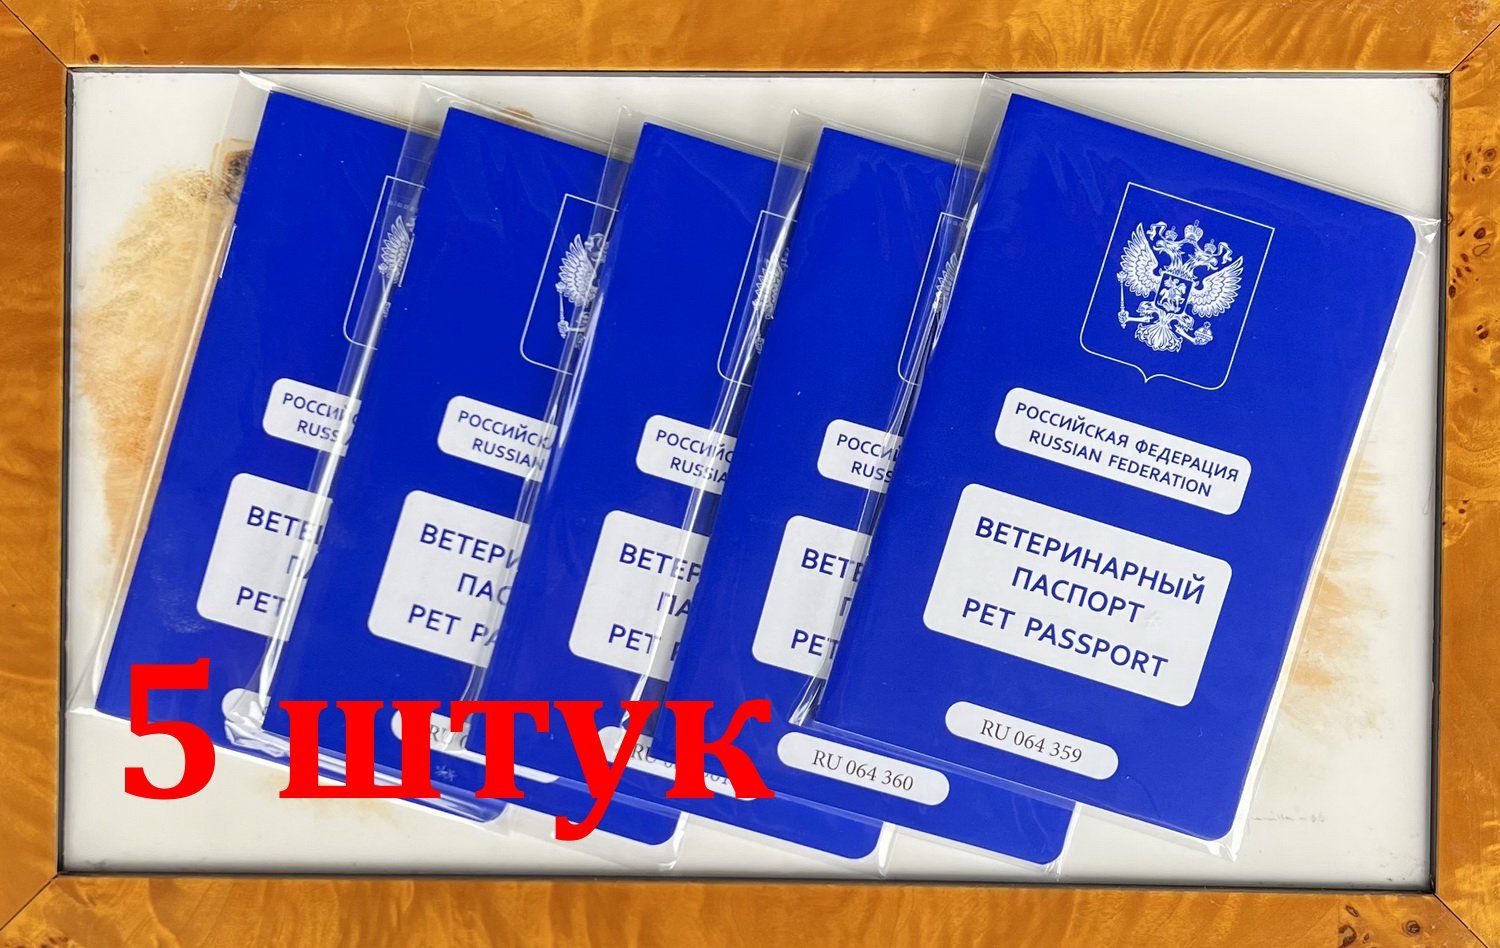 РОССИЙСКАЯ ФЕДЕРАЦИЯ
RUSSIAN FEDERATION
ВЕТЕРИНАРНЫЙ
ПАСПОРТ
PET PASSPORT
RU 064 359
RU 064 360
5 штук